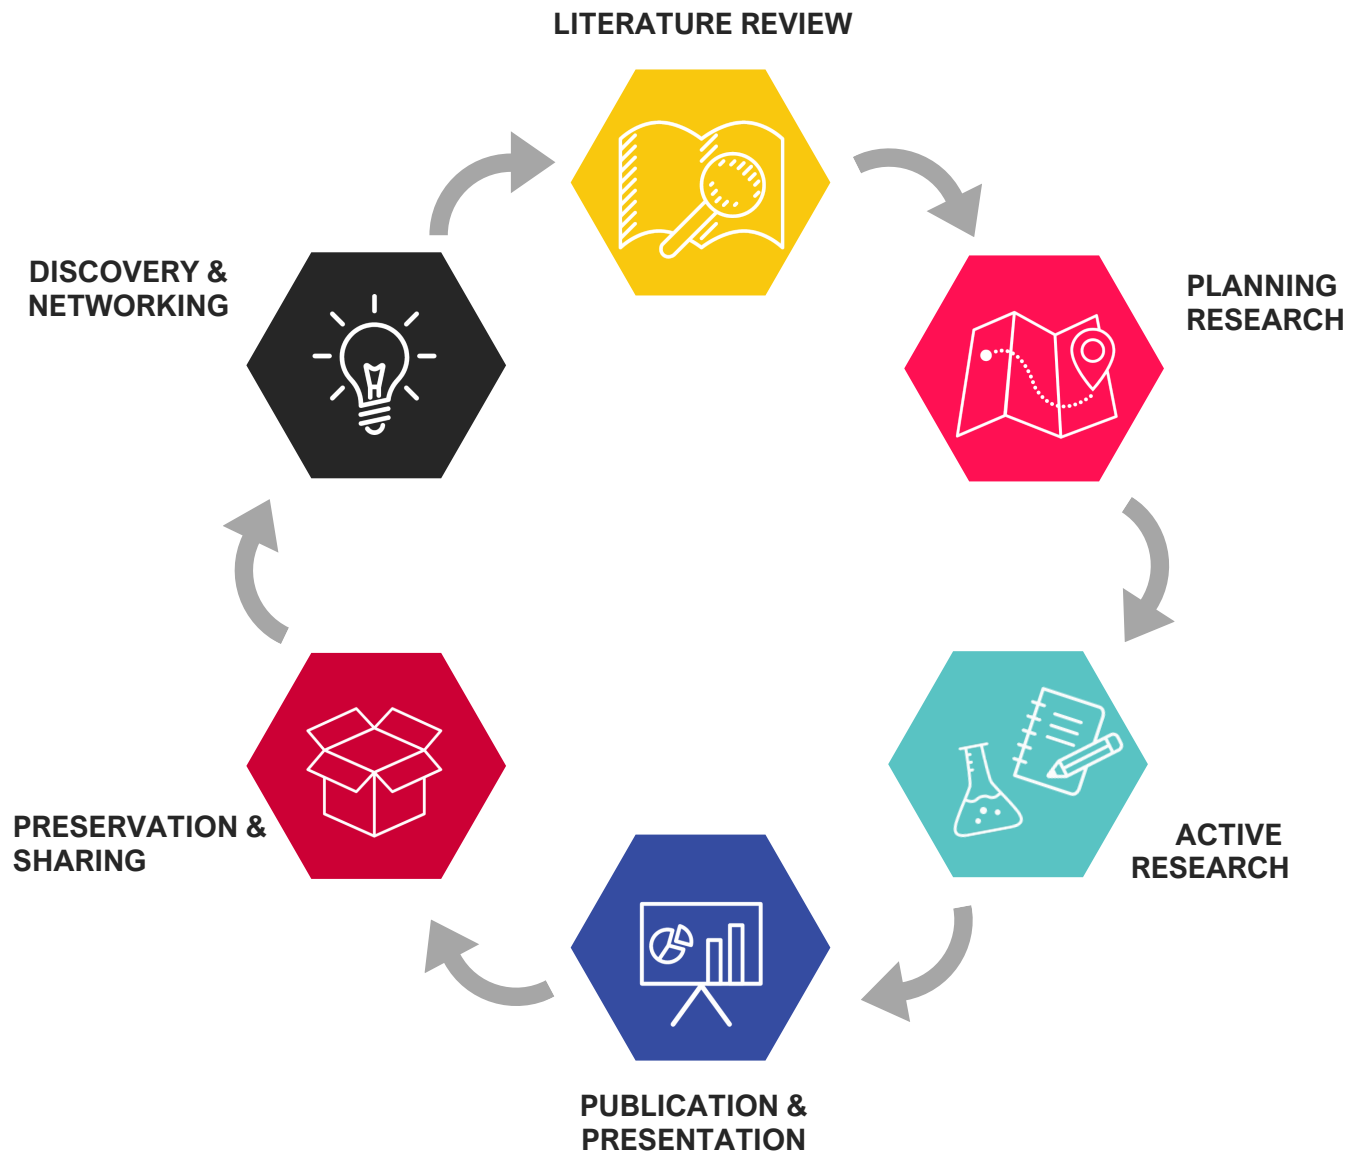 LITERATURE REVIEW
DISCOVERY &
NETWORKING
PLANNING
RESEARCH
PRESERVATION &
SHARING
ACTIVE
RESEARCH
PUBLICATION &
PRESENTATION